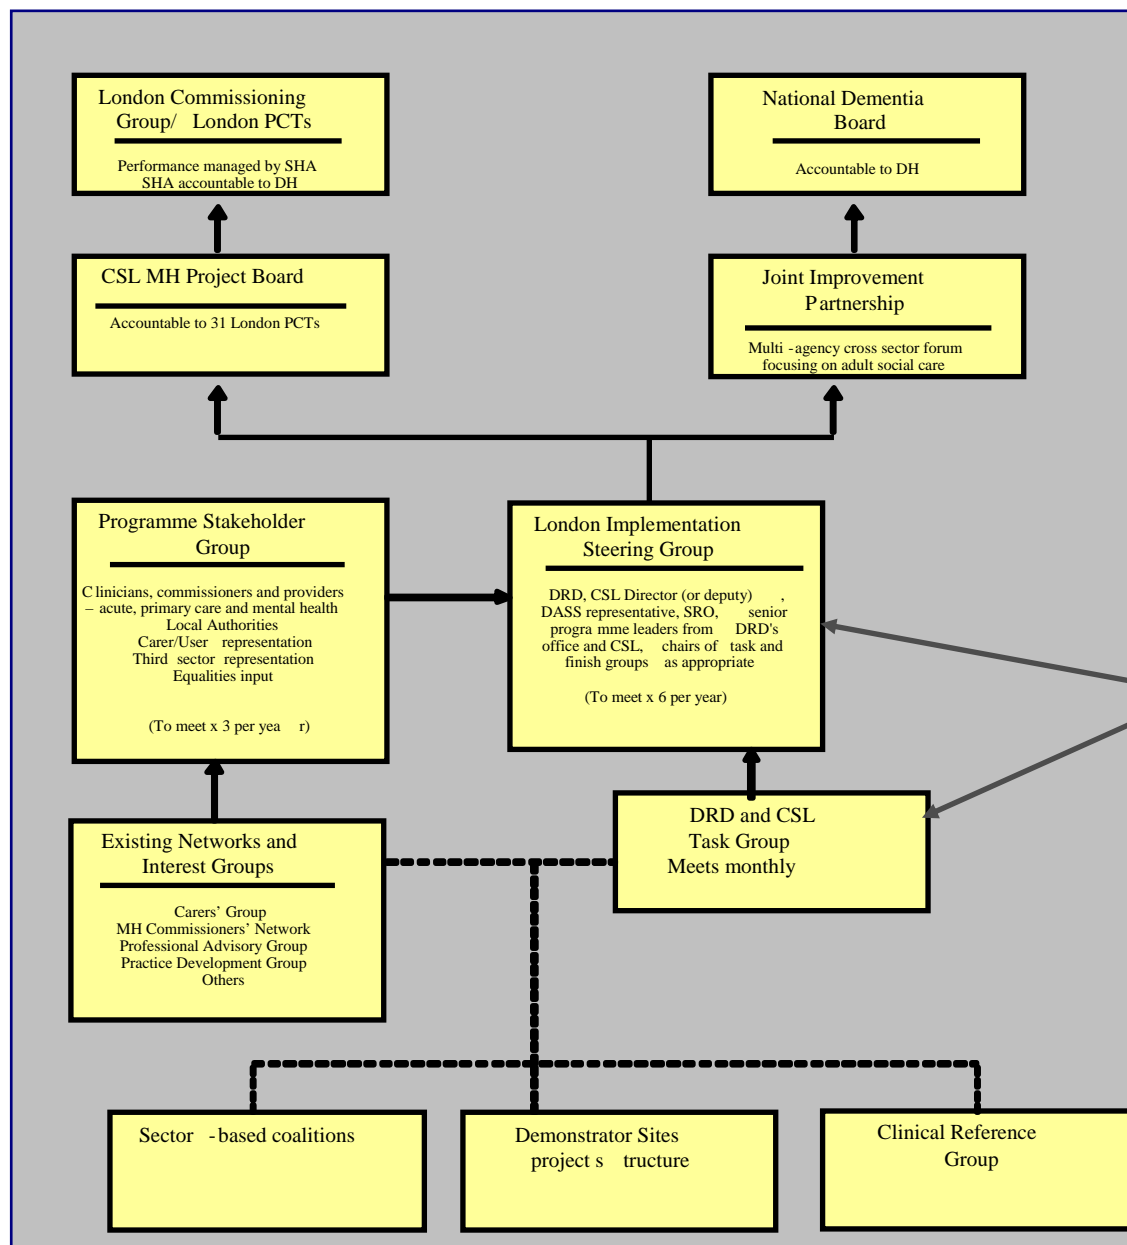 London Commissioning
Group/ London PCTs
Performance managed by SHA
SHA accountable to DH
National Dementia
Board
Accountable to DH
CSL MH Project Board
Accountable to 31 London PCTs
Joint Improvement
Partnership
Multi -agency cross sector forum
focusing on adult social care
Programme Stakeholder
Group
Clinicians, commissioners and providers
– acute, primary care and mental health
Local Authorities
Carer/User representation
Third sector representation
Equalities input
(To meet x 3 per yea r)
London Implementation
Steering Group
DRD, CSL Director (or deputy) ,
DASS representative, SRO, senior
progra mme leaders from DRD's
office and CSL, chairs of task and
finish groups as appropriate
(To meet x 6 per year)
Existing Networks and
Interest Groups
Carers’ Group
MH Commissioners’ Network
Professional Advisory Group
Practice Development Group
Others
DRD and CSL
Task Group
Meets monthly
Sector -based coalitions
Demonstrator Sites
project s tructure
Clinical Reference
Group